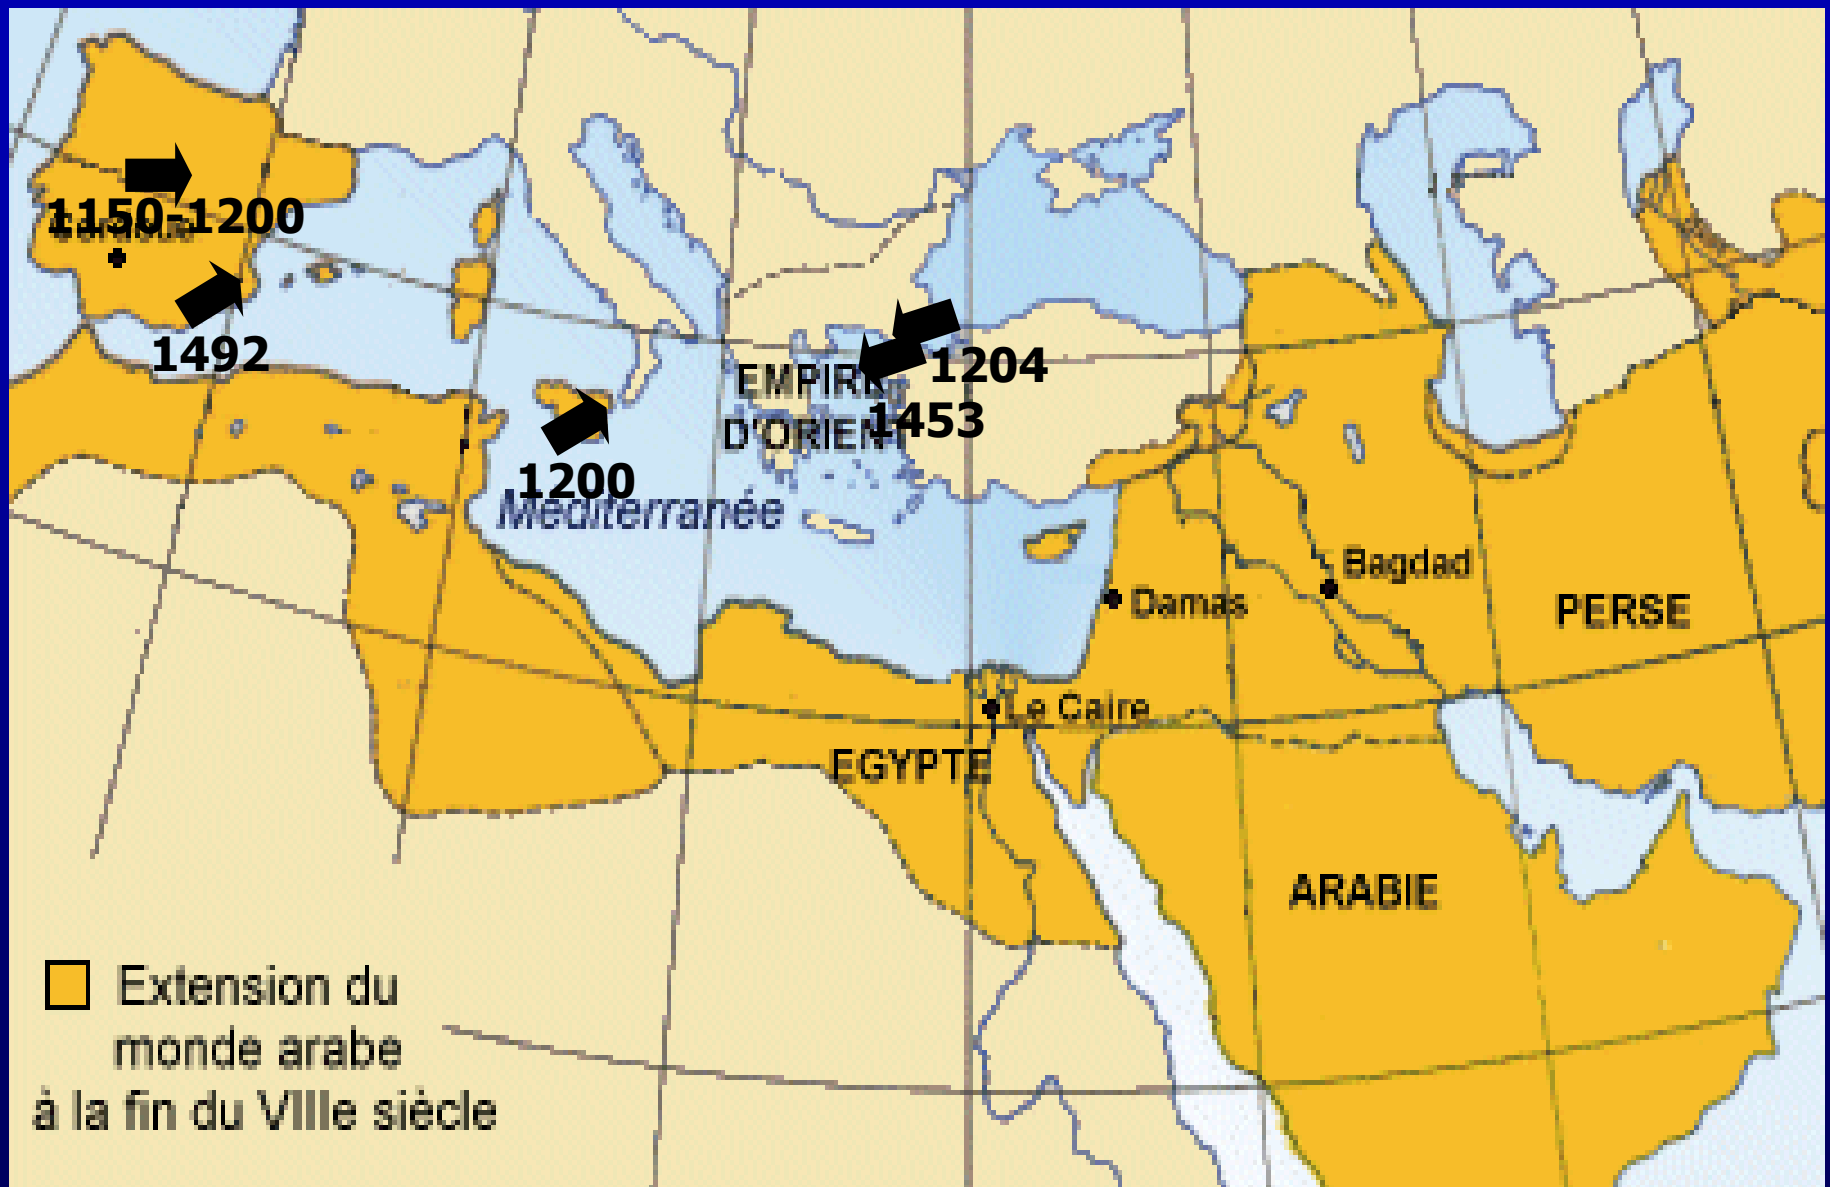 1150-1200
1492
1204
EMPIRE
1453
D'ORIENT
1200
Méditerranée
Bagdad
Damas
PERSE
Le Caire
EGYPTE
ARABIE
Extension du
monde arabe
à la fin du VIIIe siècle